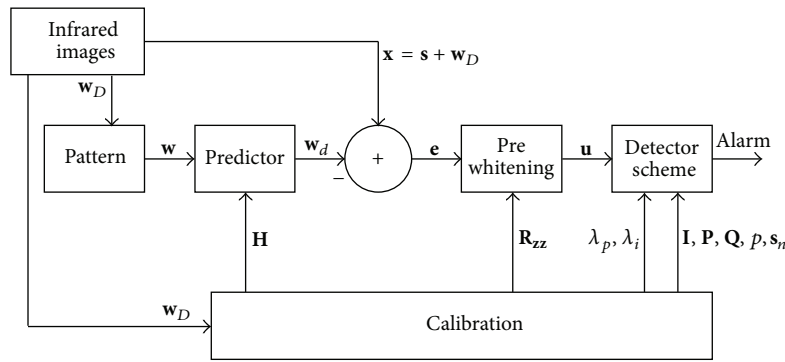 Infrared
images
𝐱 = 𝐬 + 𝐰_D
𝐰_D
Pattern
𝐰
Predictor
𝐰_d
−
+
𝐞
Pre
whitening
𝐮
Detector
scheme
Alarm
𝐇
𝐑_𝐳𝐳
λ_p, λ_i
𝐈, 𝐏, 𝐐, p, 𝐬_n
𝐰_D
Calibration